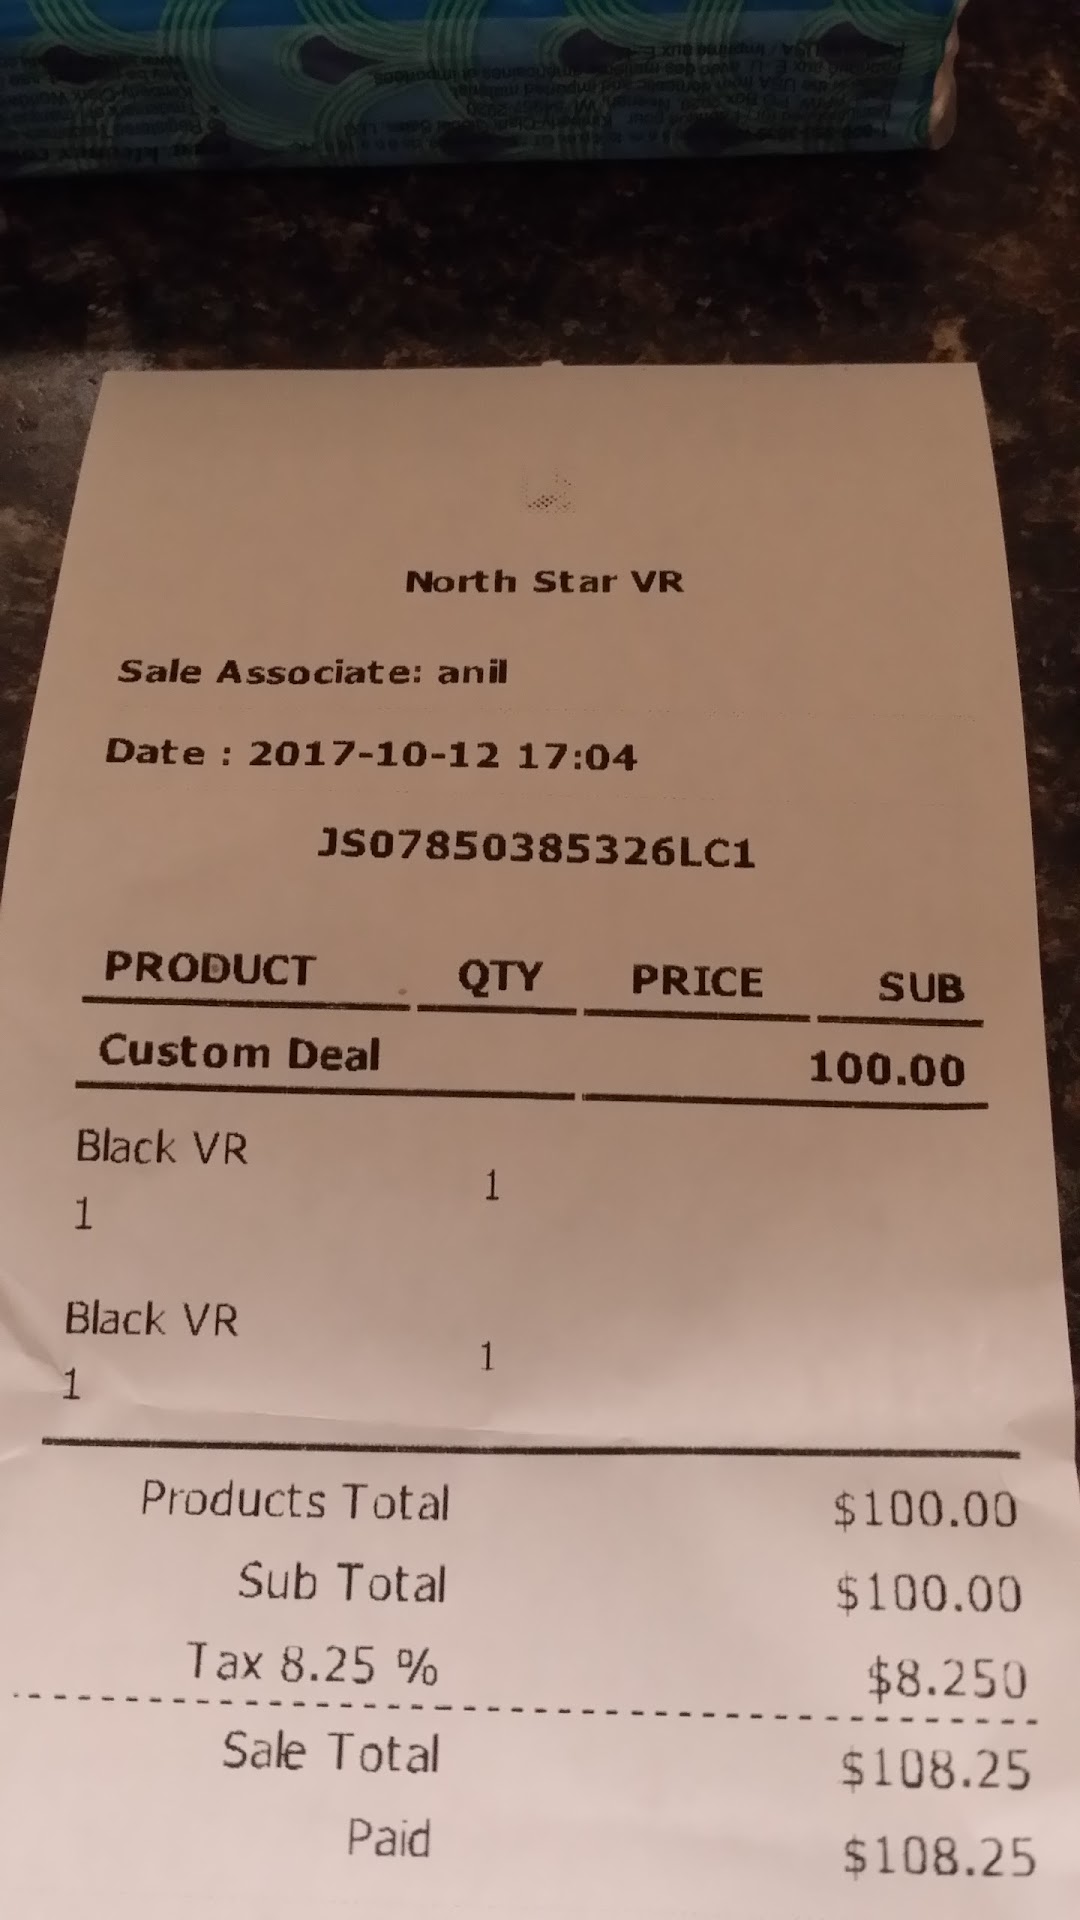 North Star VR
Sale Associate: anil
Date : 2017-10-12 17:04
JS07850385326LC1
PRODUCT QTY PRICE SUB
Custom Deal 100.00
Black VR
1 1
Black VR
1 1
Products Total $100.00
Sub Total $100.00
Tax 8.25 % $8.250
Sale Total $108.25
Paid $108.25